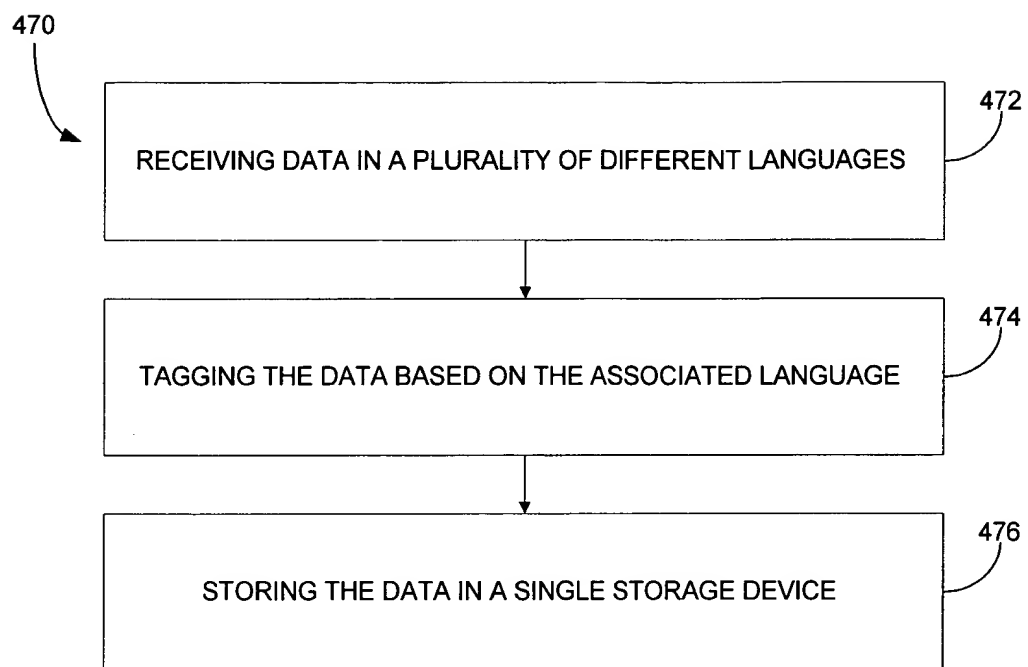 470
472
RECEIVING DATA IN A PLURALITY OF DIFFERENT LANGUAGES
474
TAGGING THE DATA BASED ON THE ASSOCIATED LANGUAGE
476
STORING THE DATA IN A SINGLE STORAGE DEVICE